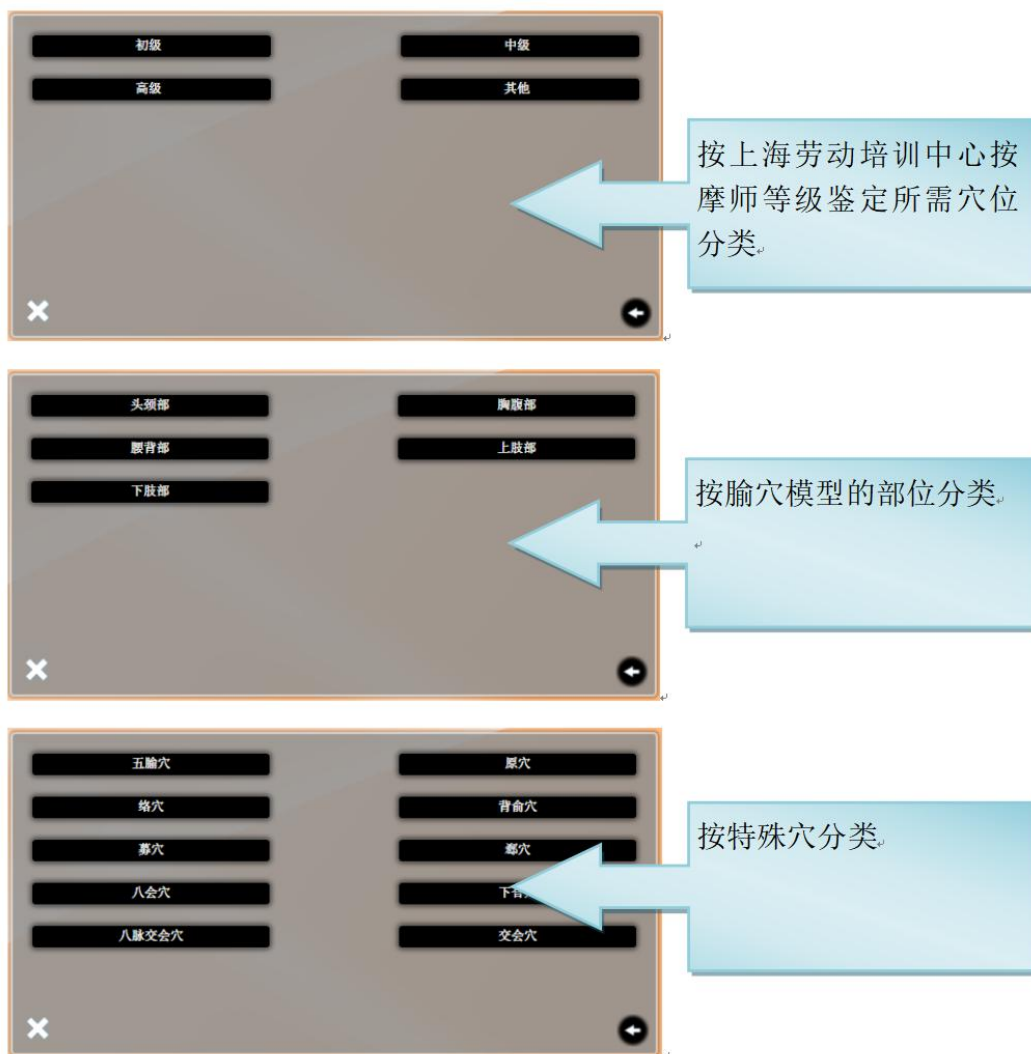 初级
中级
高级
其他
按上海劳动培训中心按
摩师等级鉴定所需穴位
分类
头颈部
胸腹部
腰背部
上肢部
下肢部
按腧穴模型的部位分类
五腧穴
原穴
络穴
背俞穴
募穴
郄穴
八会穴
下
八脉交会穴
交会穴
按特殊穴分类